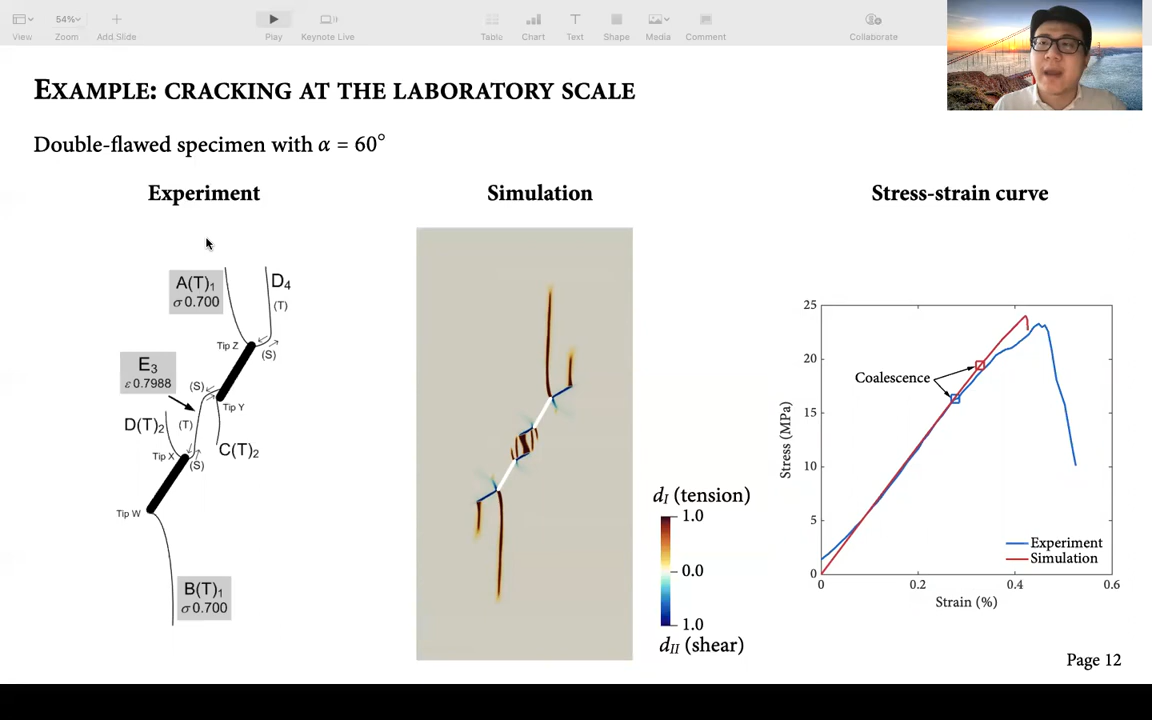 View
54%
Zoom
Add Slide
Play
Keynote Live
Table
Chart
Text
Shape
Media
Comment
Collaborate
EXAMPLE: CRACKING AT THE LABORATORY SCALE
Double-flawed specimen with α = 60°
Experiment
Simulation
Stress-strain curve
A(T)₁
σ 0.700
D₄
(T)
Tip Z
(S)
E₃
ε 0.7988
(S)
Tip Y
D(T)₂
(T)
C(T)₂
Tip X
(S)
Tip W
B(T)₁
σ 0.700
d_I (tension)
1.0
0.0
1.0
d_II (shear)
25
20
15
10
5
0
Stress (MPa)
Coalescence
Experiment
Simulation
0
0.2
0.4
0.6
Strain (%)
Page 12